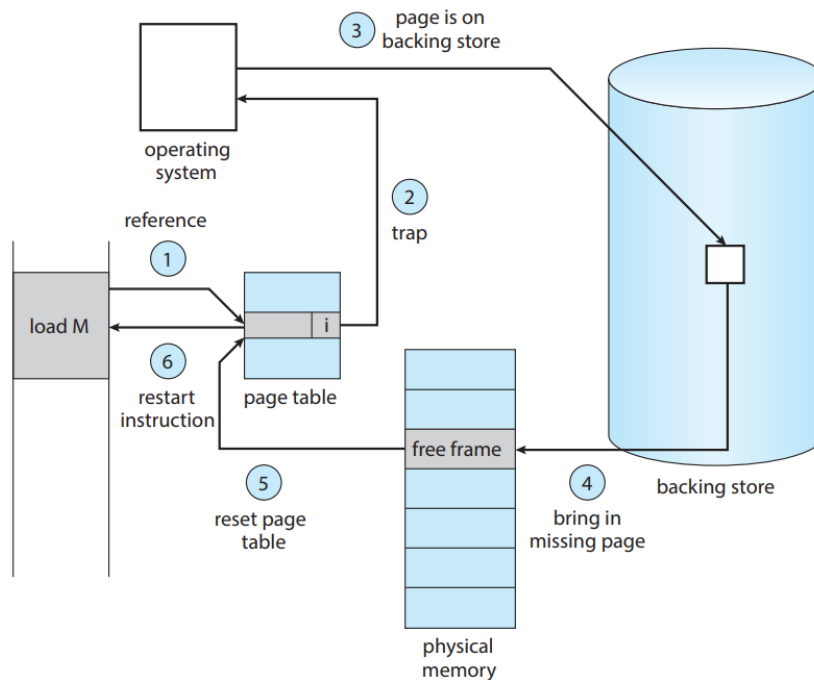 3
page is on
backing store
operating
system
2
trap
reference
1
load M
i
6
restart
instruction
page table
free frame
5
reset page
table
4
bring in
missing page
backing store
physical
memory